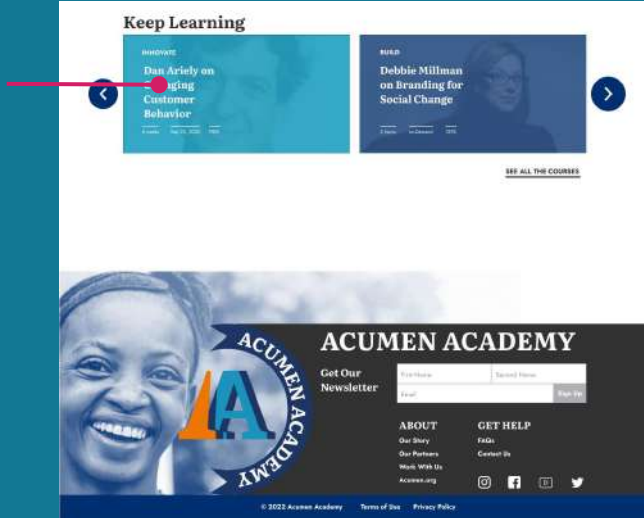 Keep Learning
INNOVATE
Dan Ariely on
Customer
Behavior
BUILD
Debbie Millman
on Branding for
Social Change
SEE ALL THE COURSES
ACUMEN ACADEMY
ACUMEN ACADEMY
Get Our
Newsletter
First Name
Second Name
Email
Sign Up
ABOUT
Our Story
Our Partners
Work With Us
Acumen.org
GET HELP
FAQs
Contact Us
© 2022 Acumen Academy
Terms of Use
Privacy Policy